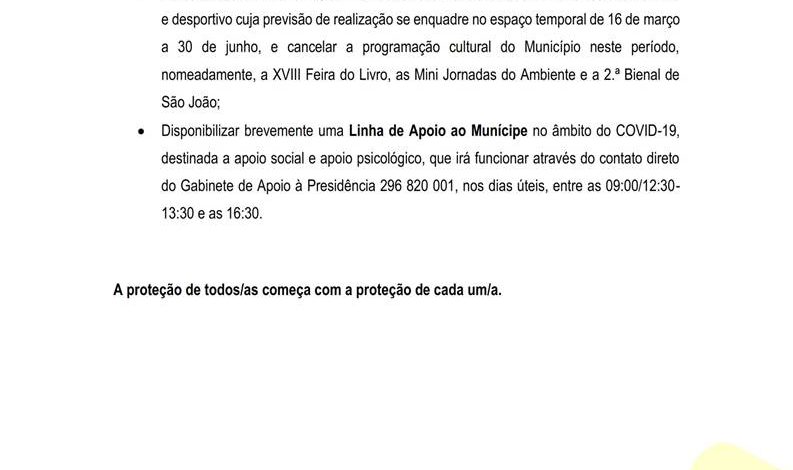 e desportivo cuja previsão de realização se enquadre no espaço temporal de 16 de março
a 30 de junho, e cancelar a programação cultural do Município neste período,
nomeadamente, a XVIII Feira do Livro, as Mini Jornadas do Ambiente e a 2.ª Bienal de
São João;
• Disponibilizar brevemente uma Linha de Apoio ao Munícipe no âmbito do COVID-19,
destinada a apoio social e apoio psicológico, que irá funcionar através do contato direto
do Gabinete de Apoio à Presidência 296 820 001, nos dias úteis, entre as 09:00/12:30-
13:30 e as 16:30.
A proteção de todos/as começa com a proteção de cada um/a.